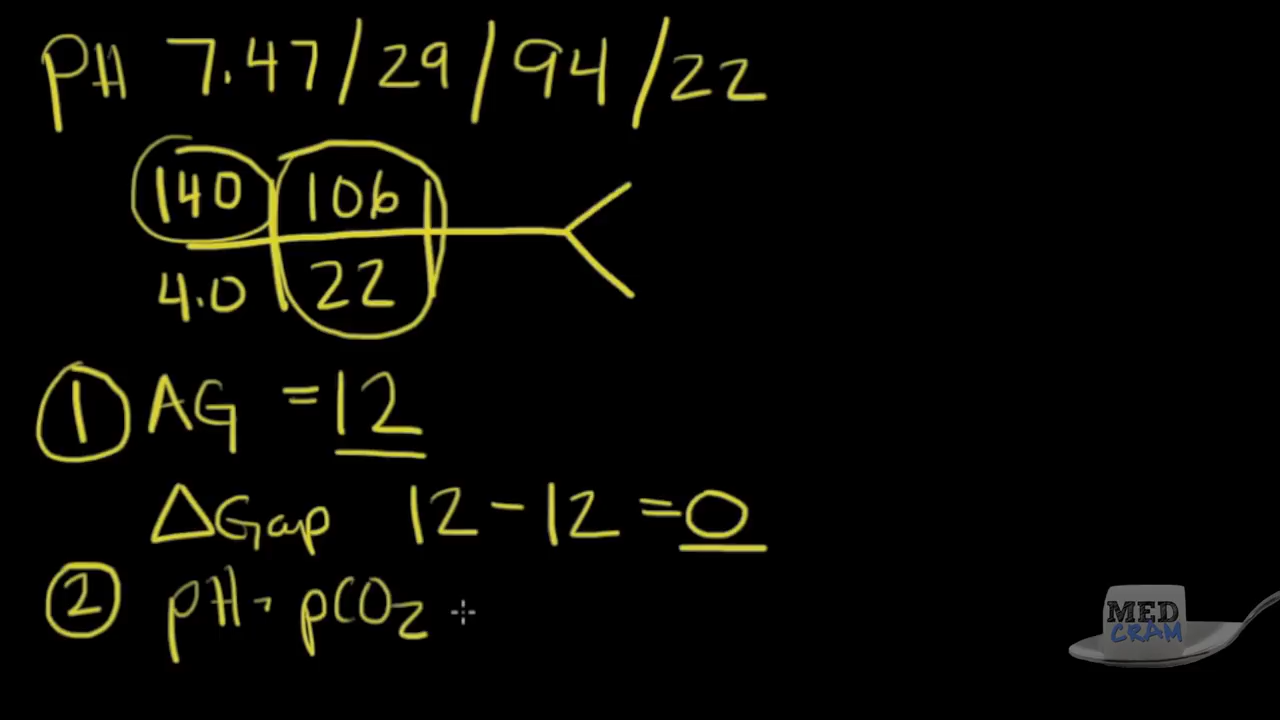 pH 7.47/29/94/22
140 106
4.0 22
1 AG = 12
ΔGap 12 - 12 = 0
2 pH - pCO2
MED
CRAM